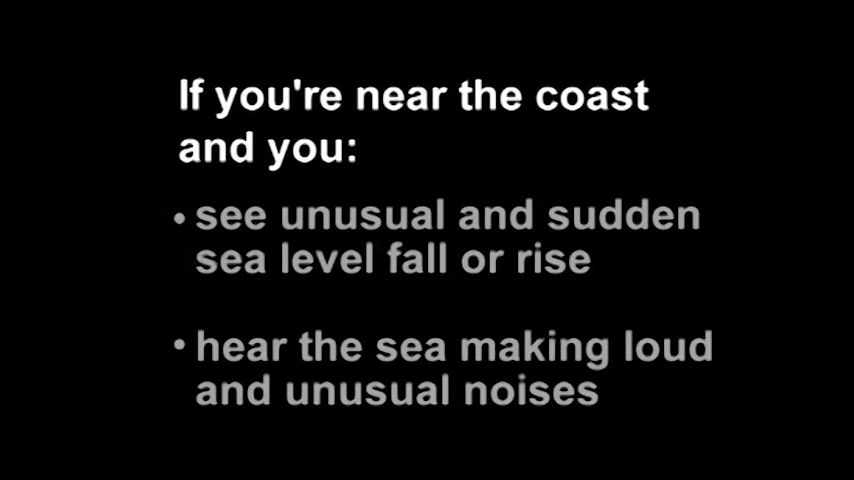 If you're near the coast
and you:
• see unusual and sudden
sea level fall or rise
• hear the sea making loud
and unusual noises